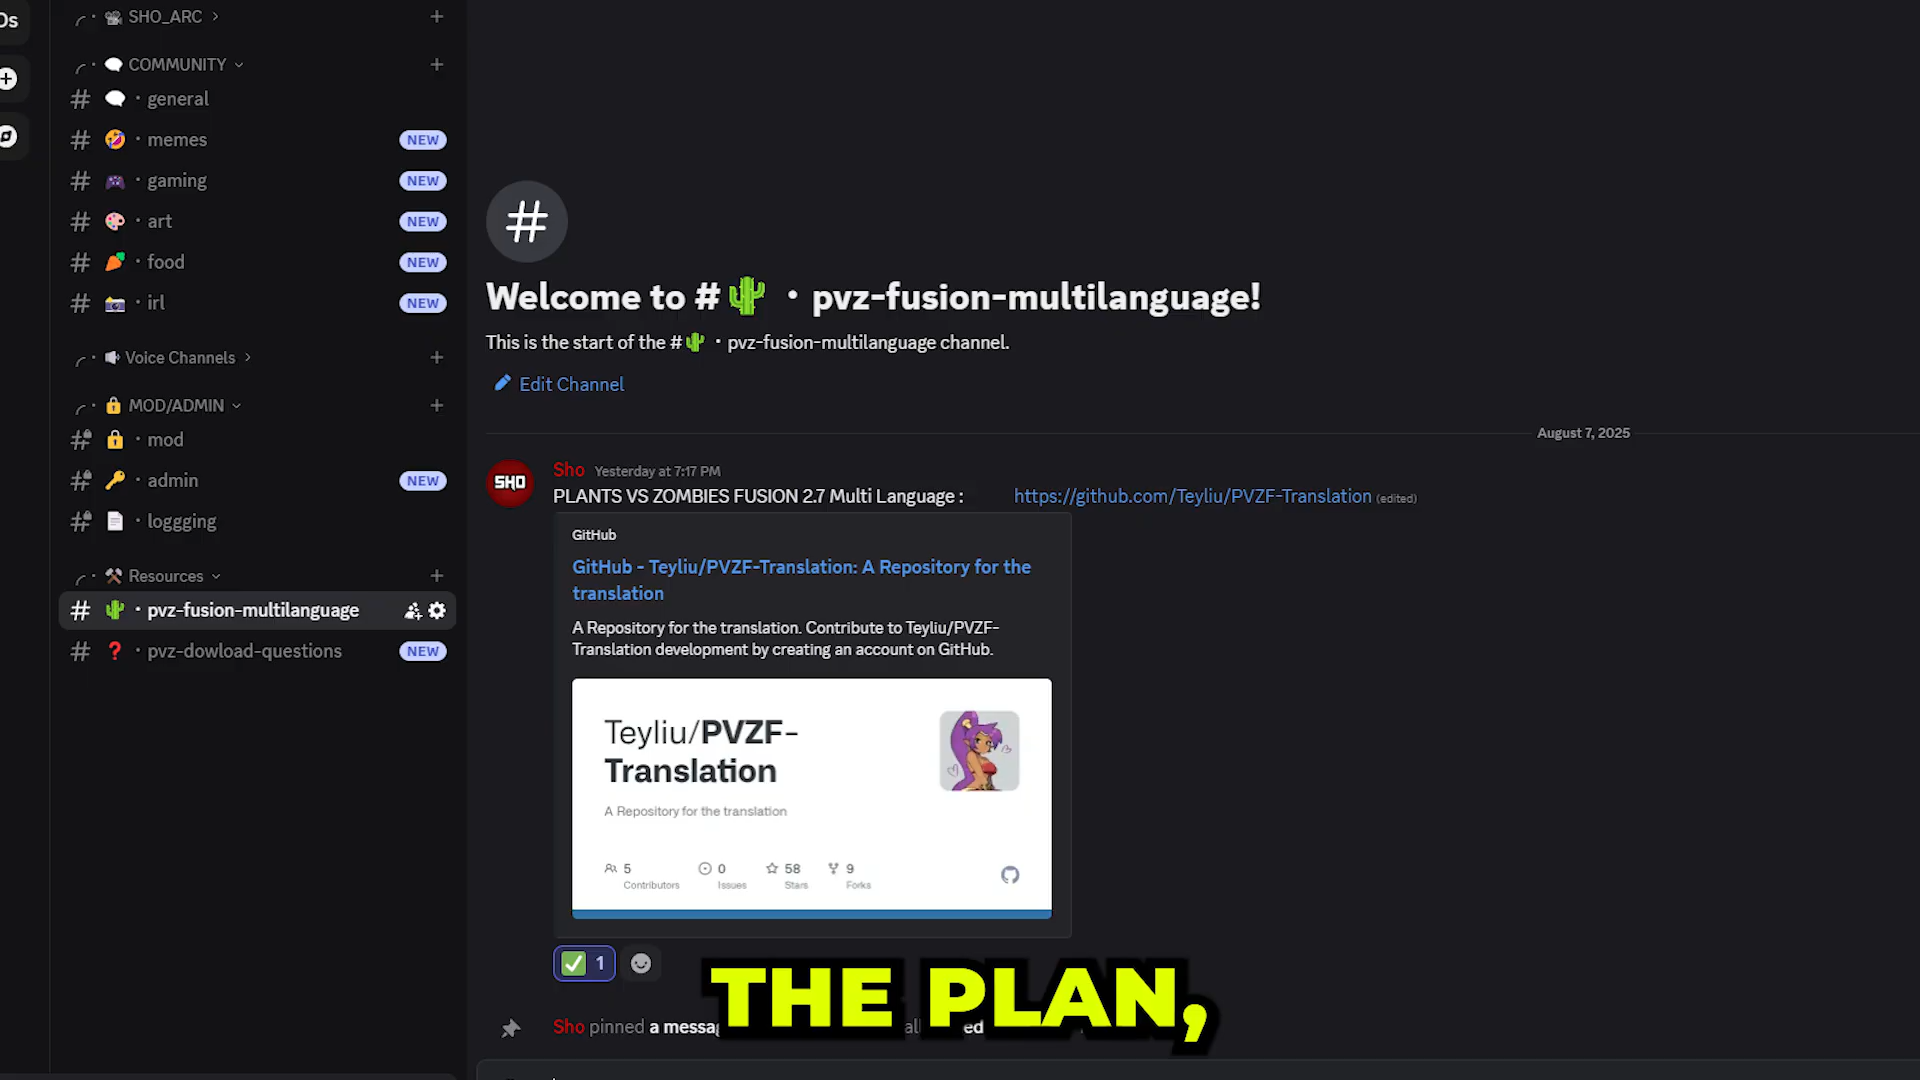 Os
SHO_ARC
COMMUNITY
general
memes NEW
gaming NEW
art NEW
food NEW
irl NEW
Voice Channels
MOD/ADMIN
mod
admin NEW
loggging
Resources
pvz-fusion-multilanguage
pvz-dowload-questions NEW
Welcome to #🌵・pvz-fusion-multilanguage!
This is the start of the #🌵・pvz-fusion-multilanguage channel.
Edit Channel
August 7, 2025
SHO
Sho Yesterday at 7:17 PM
PLANTS VS ZOMBIES FUSION 2.7 Multi Language : https://github.com/Teyliu/PVZF-Translation (edited)
GitHub
GitHub - Teyliu/PVZF-Translation: A Repository for the
translation
A Repository for the translation. Contribute to Teyliu/PVZF-
Translation development by creating an account on GitHub.
Teyliu/PVZF-
Translation
A Repository for the translation
5 Contributors
0 Issues
58 Stars
9 Forks
1
Sho pinned a messa
THE PLAN,